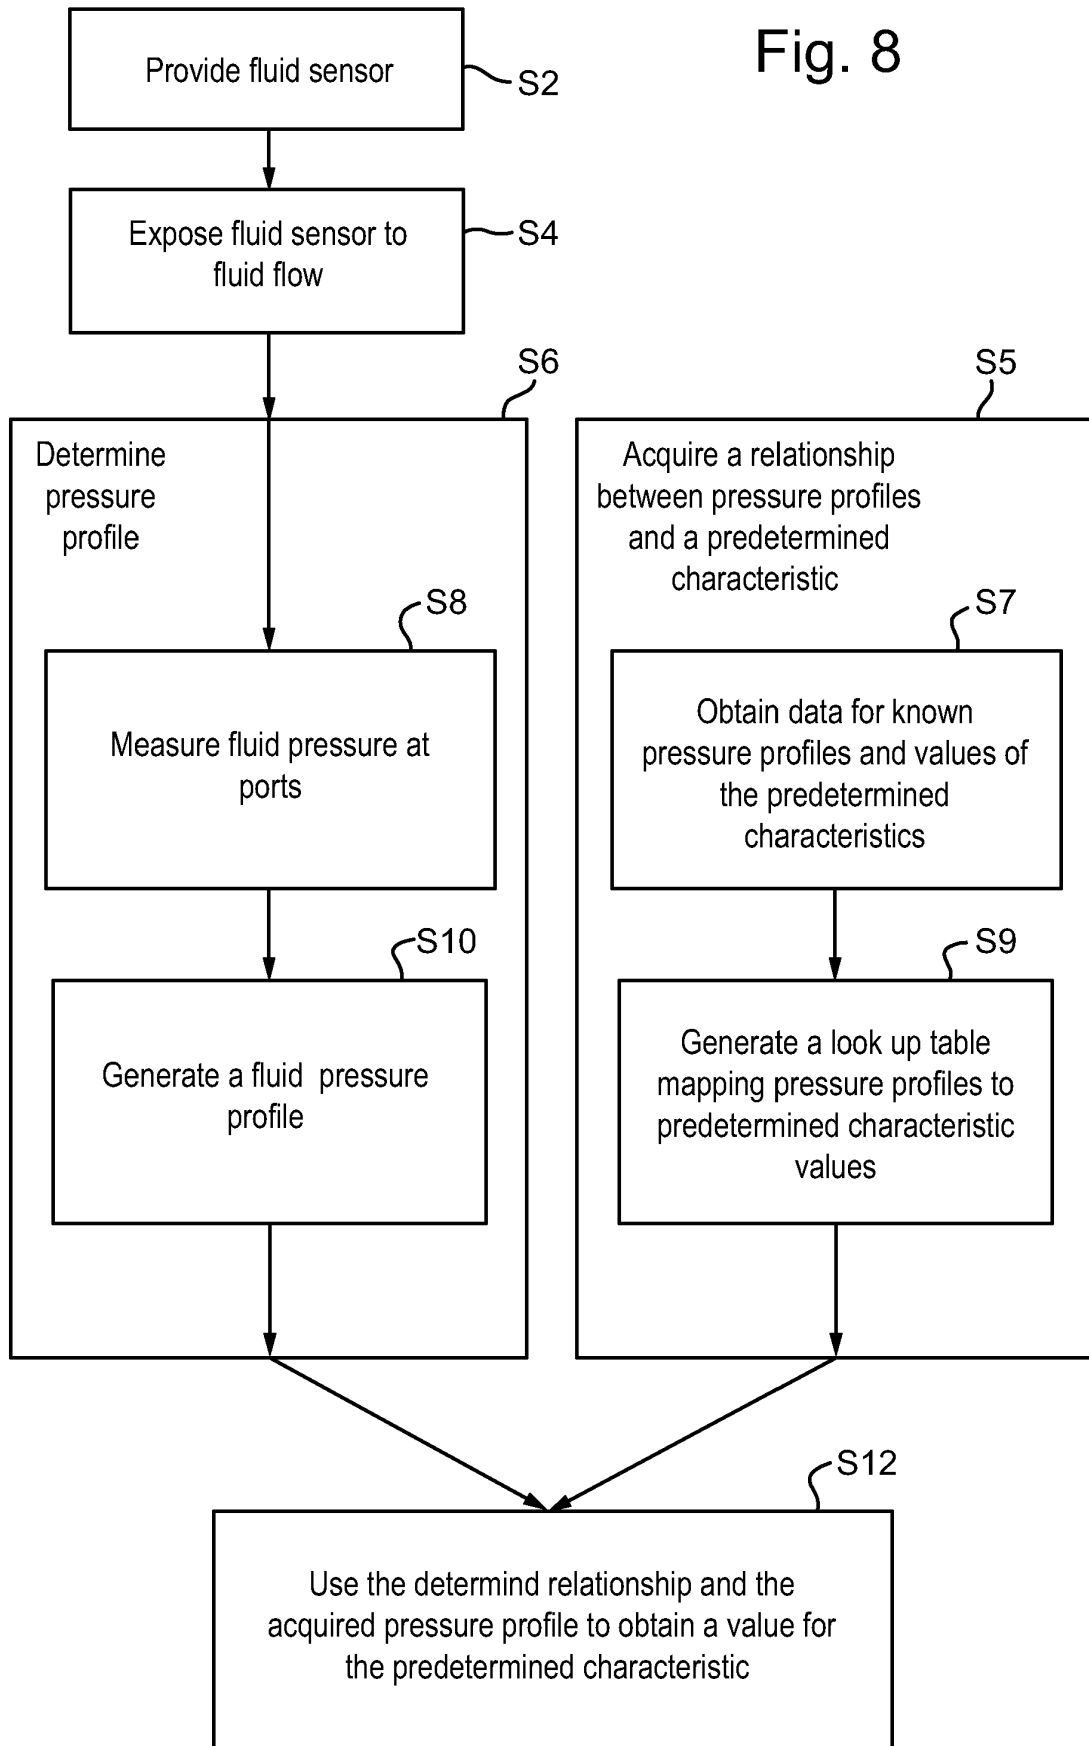 Fig. 8
Provide fluid sensor
S2
Expose fluid sensor to
fluid flow
S4
S6
Determine
pressure
profile
S8
Measure fluid pressure at
ports
S10
Generate a fluid pressure
profile
S5
Acquire a relationship
between pressure profiles
and a predetermined
characteristic
S7
Obtain data for known
pressure profiles and values of
the predetermined
characteristics
S9
Generate a look up table
mapping pressure profiles to
predetermined characteristic
values
S12
Use the determind relationship and the
acquired pressure profile to obtain a value for
the predetermined characteristic